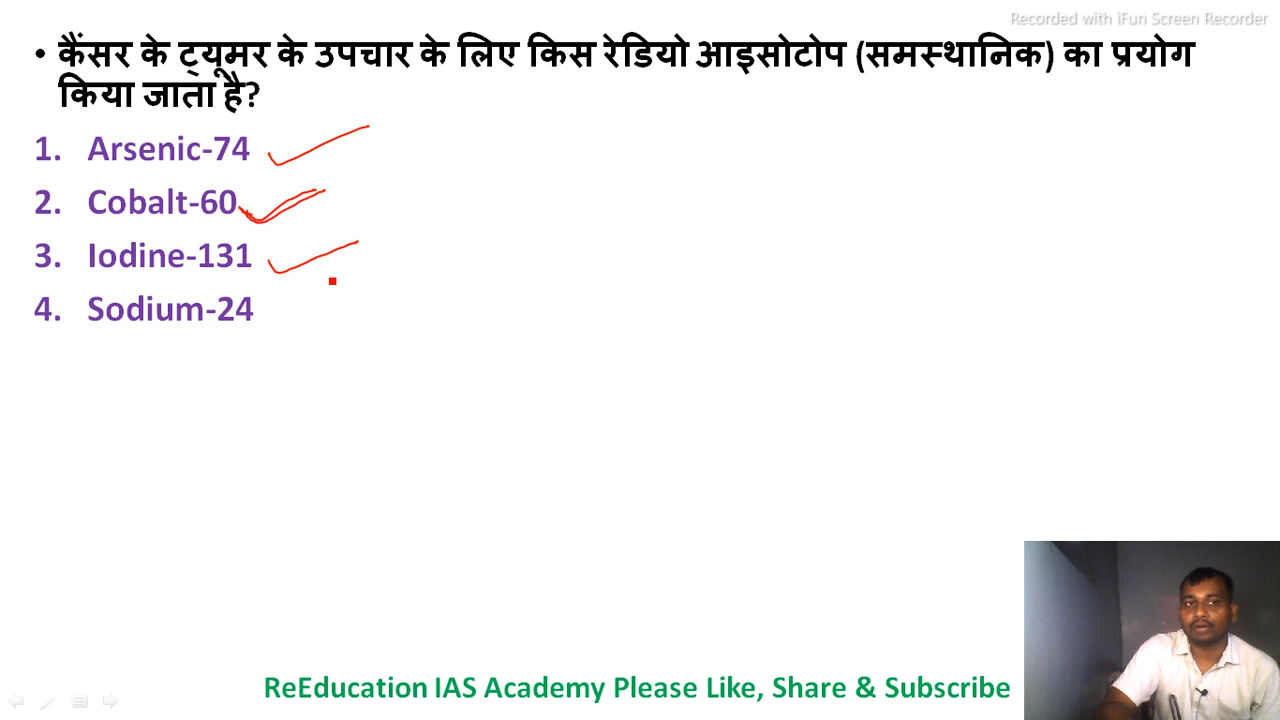 Recorded with iFun Screen Recorder
• कैंसर के ट्यूमर के उपचार के लिए किस रेडियो आइसोटोप (समस्थानिक) का प्रयोग
किया जाता है?
1. Arsenic-74
2. Cobalt-60
3. Iodine-131
4. Sodium-24
ReEducation IAS Academy Please Like, Share & Subscribe